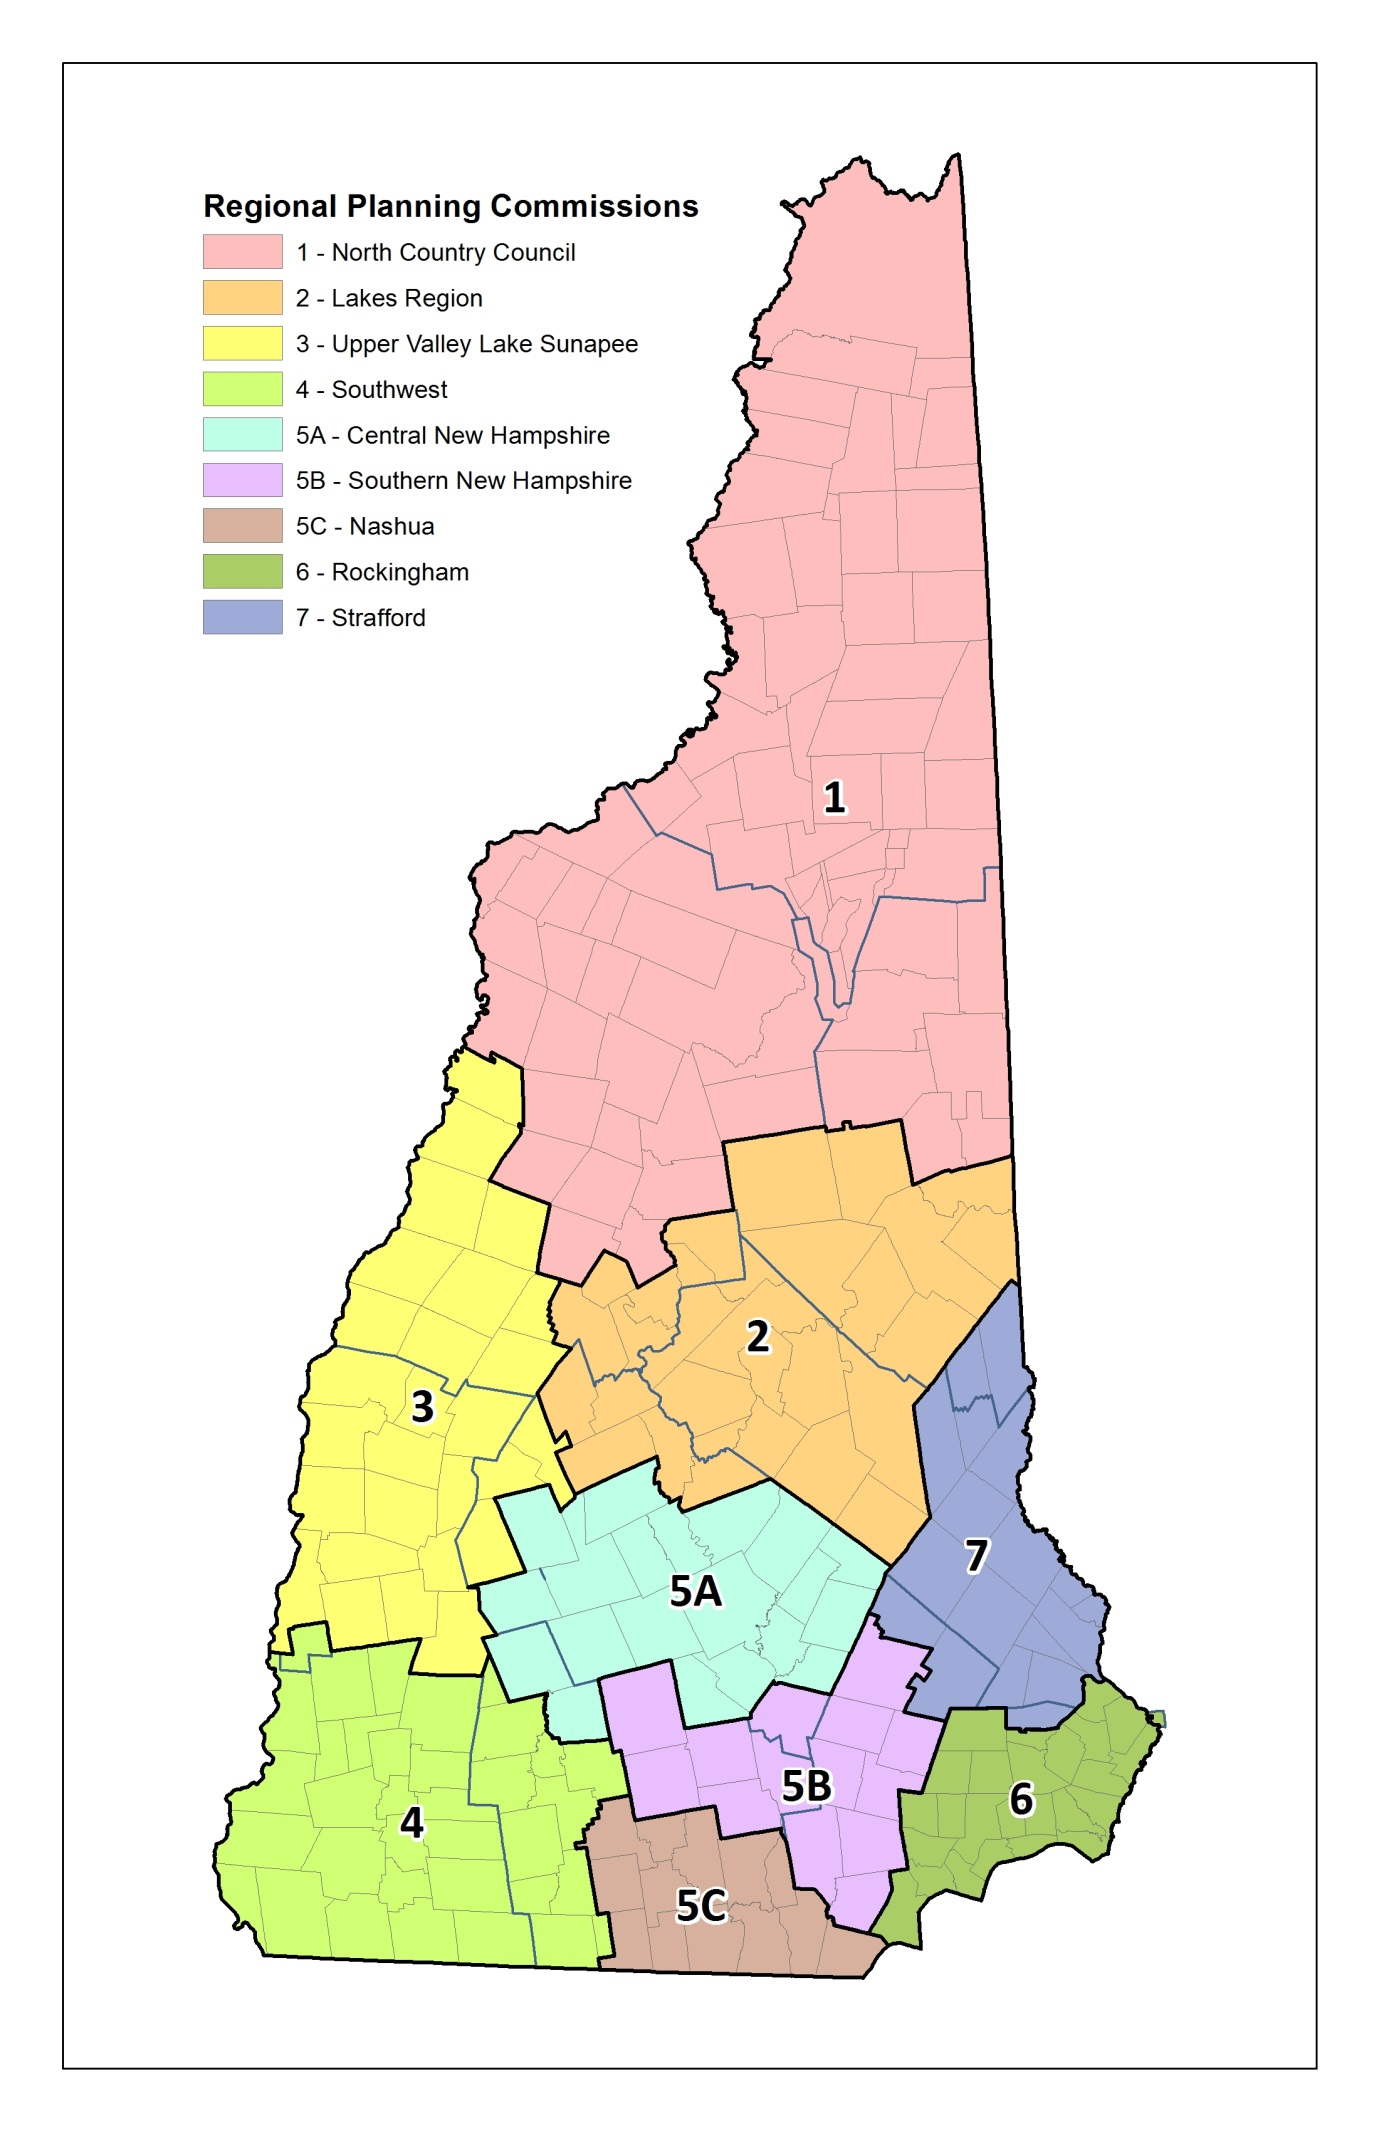 Regional Planning Commissions
1 - North Country Council
2 - Lakes Region
3 - Upper Valley Lake Sunapee
4 - Southwest
5A - Central New Hampshire
5B - Southern New Hampshire
5C - Nashua
6 - Rockingham
7 - Strafford
1
2
3
7
5A
5B
6
4
5C